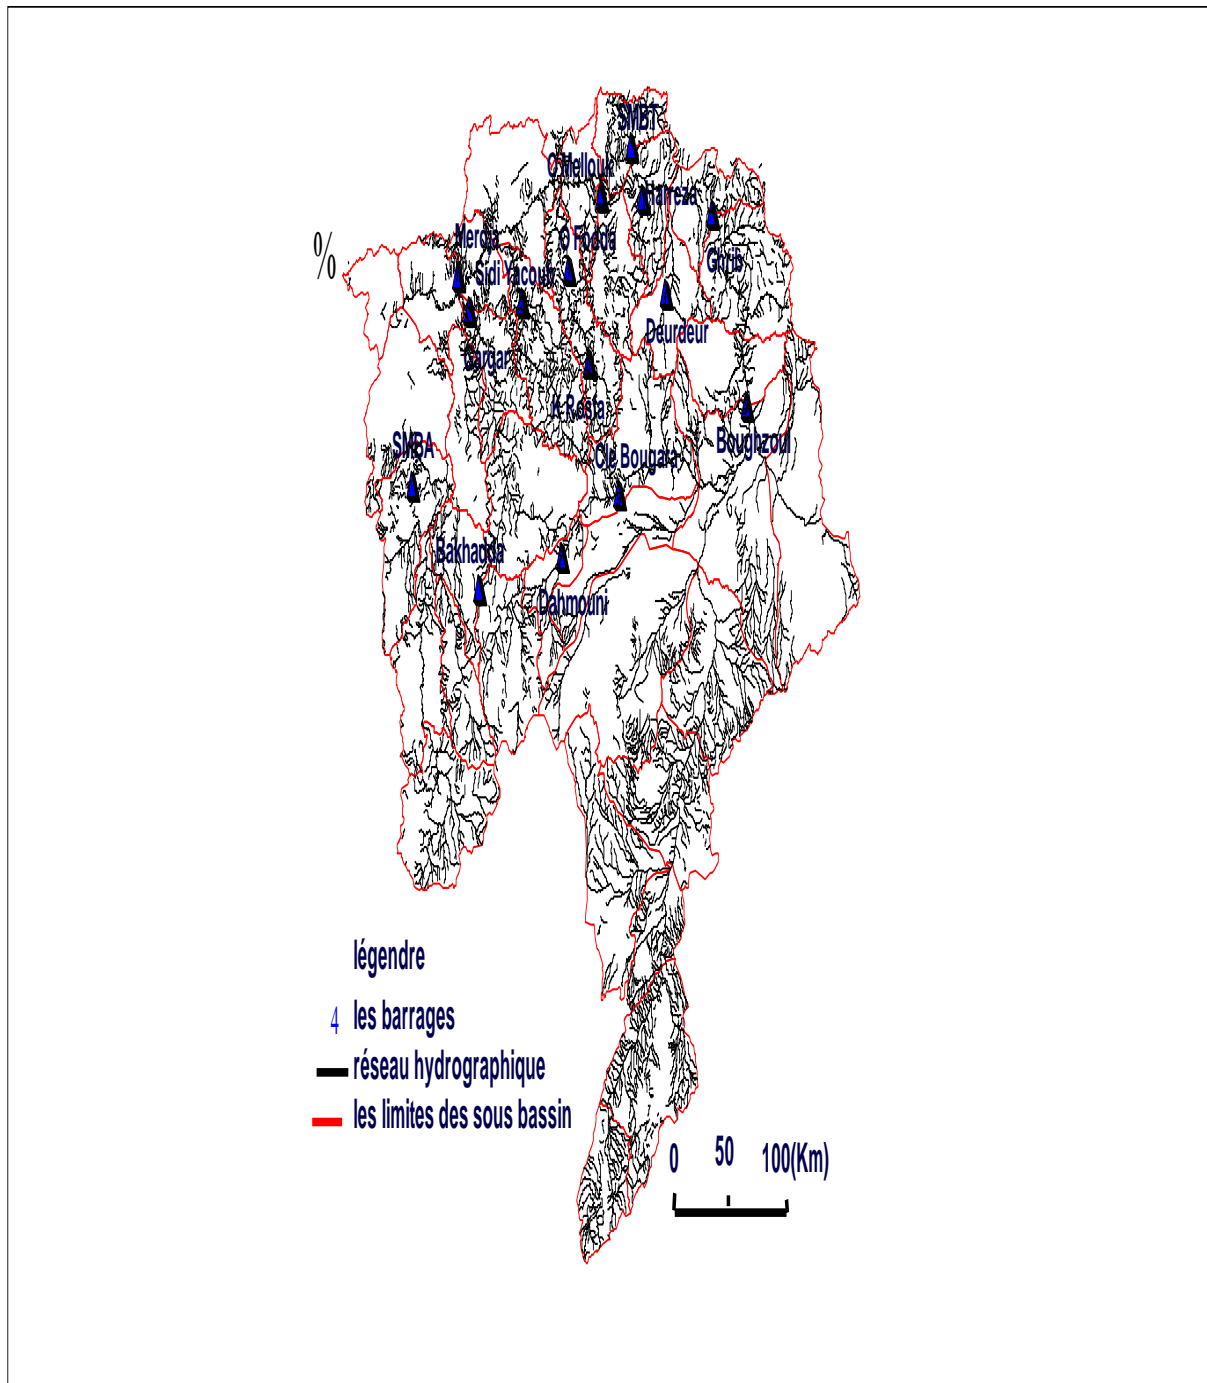 SMBT
O Mellouk
Harreza
%
Merdja
O Fodda
Ghrib
Sidi Yacoub
Deurdeur
Gargar
K Rosfa
SMBA
Boughzoul
Cle Bougara
Bakhadda
Dahmouni
légendre
4 les barrages
réseau hydrographique
les limites des sous bassin
0 50 100(Km)